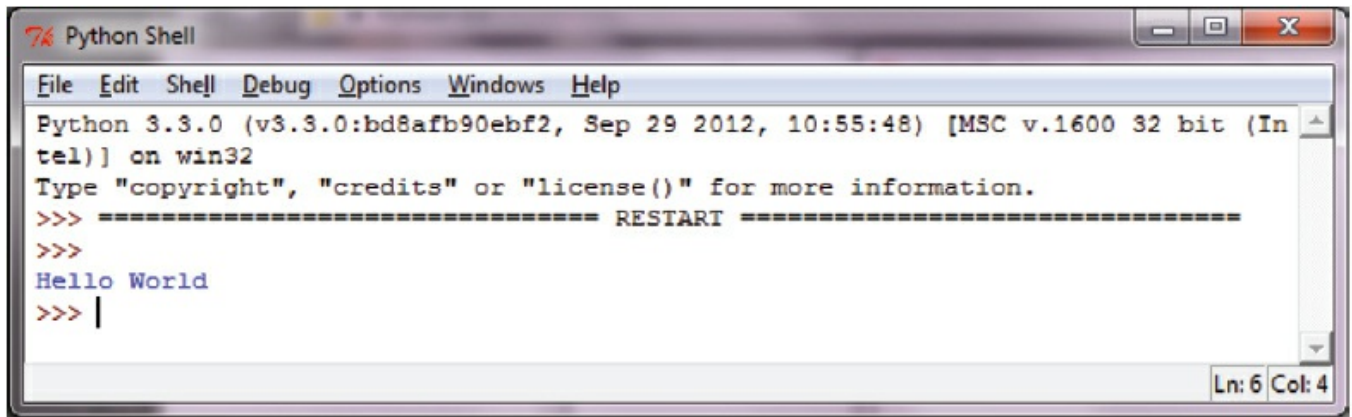 Python Shell
File Edit Shell Debug Options Windows Help
Python 3.3.0 (v3.3.0:bd8afb90ebf2, Sep 29 2012, 10:55:48) [MSC v.1600 32 bit (In
tel)] on win32
Type "copyright", "credits" or "license()" for more information.
>>> ================================ RESTART ================================
>>>
Hello World
>>>
Ln: 6 Col: 4